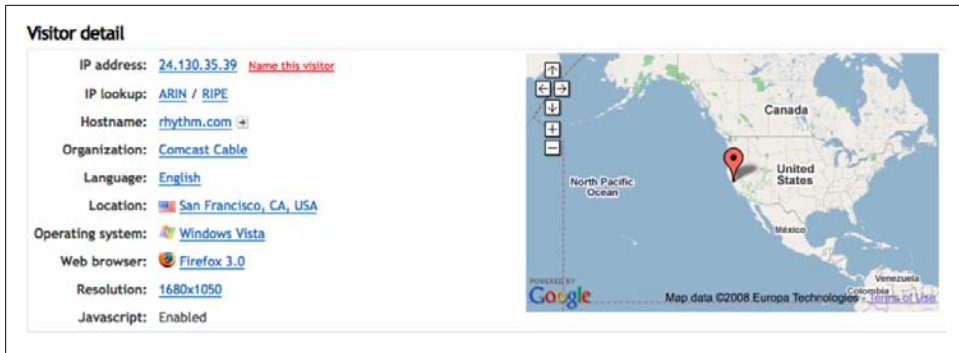 Visitor detail
IP address: 24.130.35.39 Name this visitor
IP lookup: ARIN / RIPE
Hostname: rhythm.com
Organization: Comcast Cable
Language: English
Location: San Francisco, CA, USA
Operating system: Windows Vista
Web browser: Firefox 3.0
Resolution: 1680x1050
Javascript: Enabled
Canada
United
States
North Pacific
Ocean
México
Venezuela
Colombia
POWERED BY
Google
Map data ©2008 Europa Technologies - Terms of Use